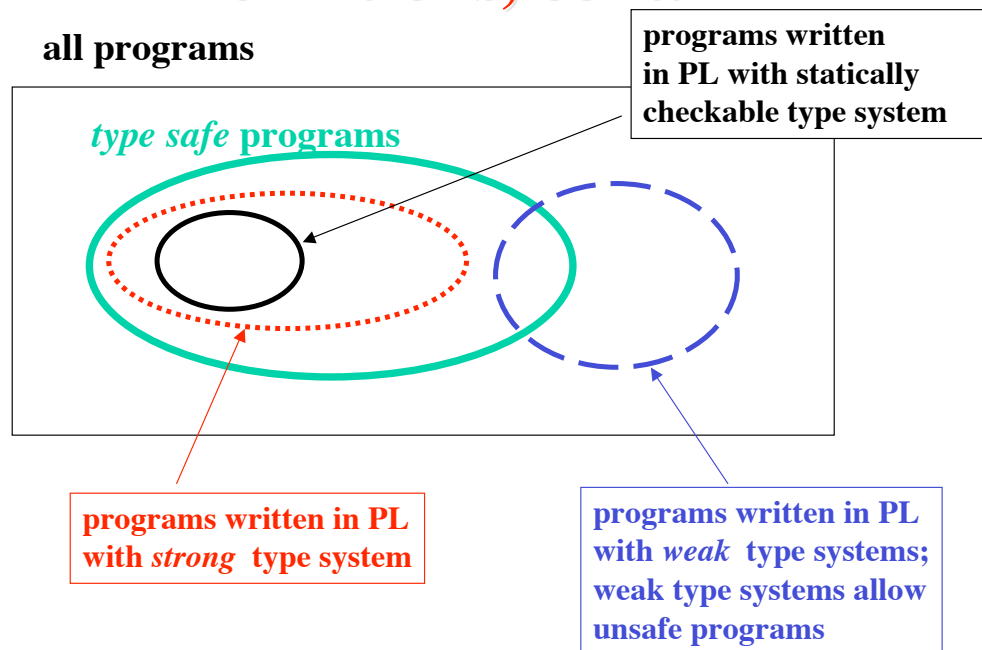 all programs
programs written
in PL with statically
checkable type system
type safe programs
programs written in PL
with strong type system
programs written in PL
with weak type systems;
weak type systems allow
unsafe programs